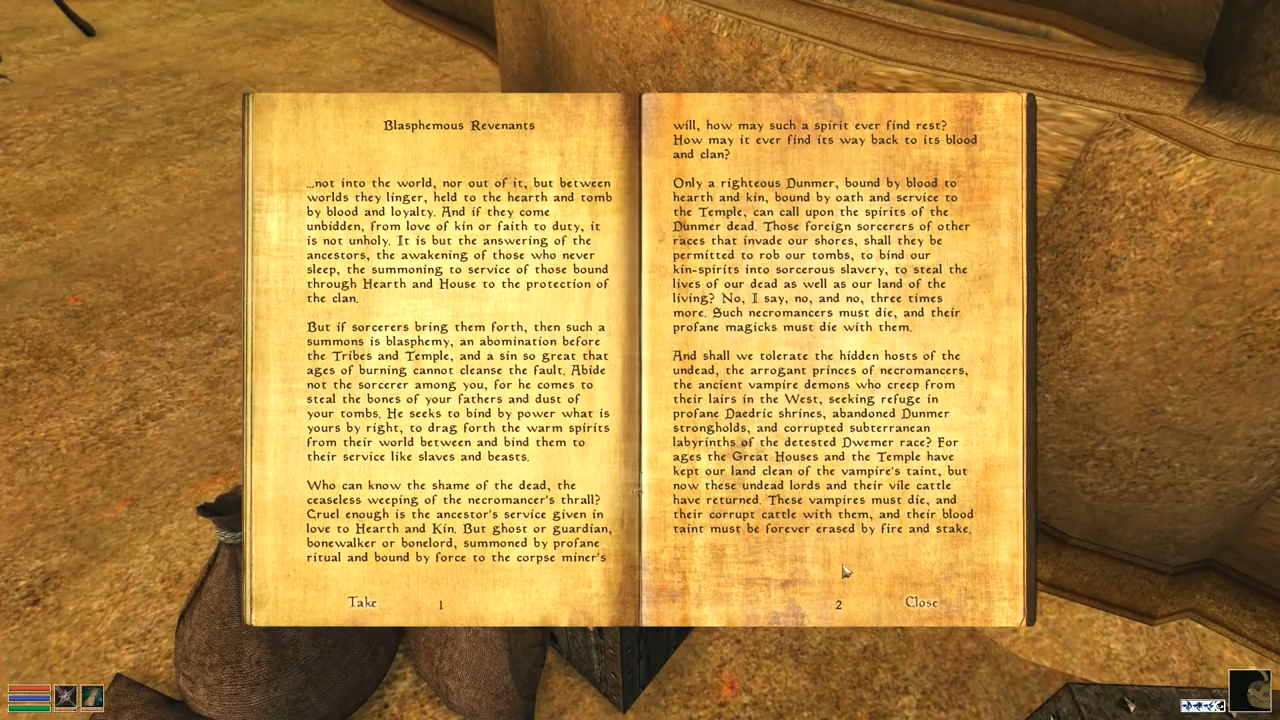 Blasphemous Revenants
...not into the world, nor out of it, but between
worlds they linger, held to the hearth and tomb
by blood and loyalty. And if they come
unbidden, from love of kin or faith to duty, it
is not unholy. It is but the answering of the
ancestors, the awakening of those who never
sleep, the summoning to service of those bound
through Hearth and House to the protection of
the clan.
But if sorcerers bring them forth, then such a
summons is blasphemy, an abomination before
the Tribes and Temple, and a sin so great that
ages of burning cannot cleanse the fault. Abide
not the sorcerer among you, for he comes to
steal the bones of your fathers and dust of
your tombs. He seeks to bind by power what is
yours by right, to drag forth the warm spirits
from their world between and bind them to
their service like slaves and beasts.
Who can know the shame of the dead, the
ceaseless weeping of the necromancer's thrall?
Cruel enough is the ancestor's service given in
love to Hearth and Kin. But ghost or guardian,
bonewalker or bonelord, summoned by profane
ritual and bound by force to the corpse miner's
Take
1
will, how may such a spirit ever find rest?
How may it ever find its way back to its blood
and clan?
Only a righteous Dunmer, bound by blood to
hearth and kin, bound by oath and service to
the Temple, can call upon the spirits of the
Dunmer dead. Those foreign sorcerers of other
races that invade our shores, shall they be
permitted to rob our tombs, to bind our
kin-spirits into sorcerous slavery, to steal the
lives of our dead as well as our land of the
living? No, I say, no, and no, three times
more. Such necromancers must die, and their
profane magicks must die with them.
And shall we tolerate the hidden hosts of the
undead, the arrogant princes of necromancers,
the ancient vampire demons who creep from
their lairs in the West, seeking refuge in
profane Daedric shrines, abandoned Dunmer
strongholds, and corrupted subterranean
labyrinths of the detested Dwemer race? For
ages the Great Houses and the Temple have
kept our land clean of the vampire's taint, but
now these undead lords and their vile cattle
have returned. These vampires must die, and
their corrupt cattle with them, and their blood
taint must be forever erased by fire and stake.
2
Close